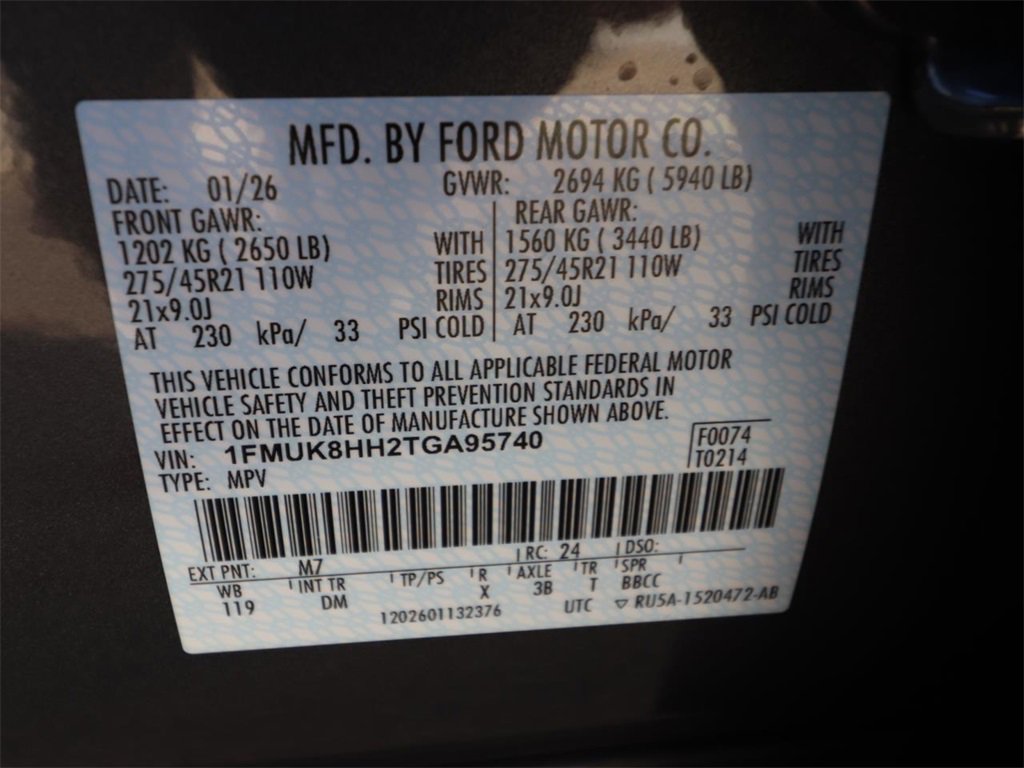 MFD. BY FORD MOTOR CO.
DATE: 01/26 GVWR: 2694 KG ( 5940 LB)
FRONT GAWR: REAR GAWR:
1202 KG ( 2650 LB) WITH 1560 KG ( 3440 LB) WITH
275/45R21 110W TIRES 275/45R21 110W TIRES
21x9.0J RIMS 21x9.0J RIMS
AT 230 kPa/ 33 PSI COLD AT 230 kPa/ 33 PSI COLD
THIS VEHICLE CONFORMS TO ALL APPLICABLE FEDERAL MOTOR
VEHICLE SAFETY AND THEFT PREVENTION STANDARDS IN
EFFECT ON THE DATE OF MANUFACTURE SHOWN ABOVE.
VIN: 1FMUK8HH2TGA95740 F0074
TYPE: MPV T0214
EXT PNT: M7 RC: 24 DSO:
WB INT TR TP/PS R AXLE TR SPR
119 DM X 3B T BBCC
1202601132376 UTC ▽ RU5A-1520472-AB